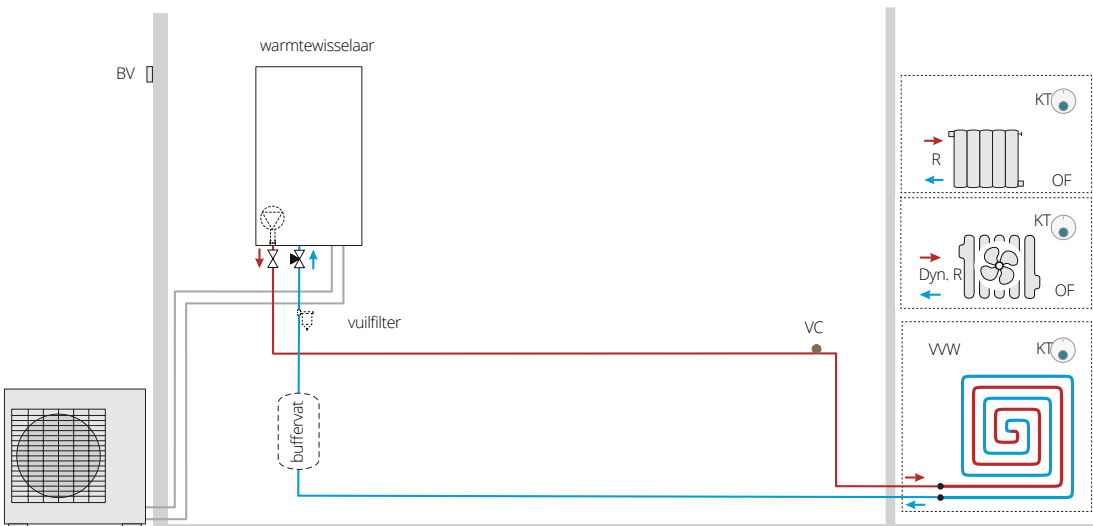 warmtewisselaar
BV
KT
R
OF
KT
Dyn. R
OF
vuilfilter
VC
VVW
KT
buffervat